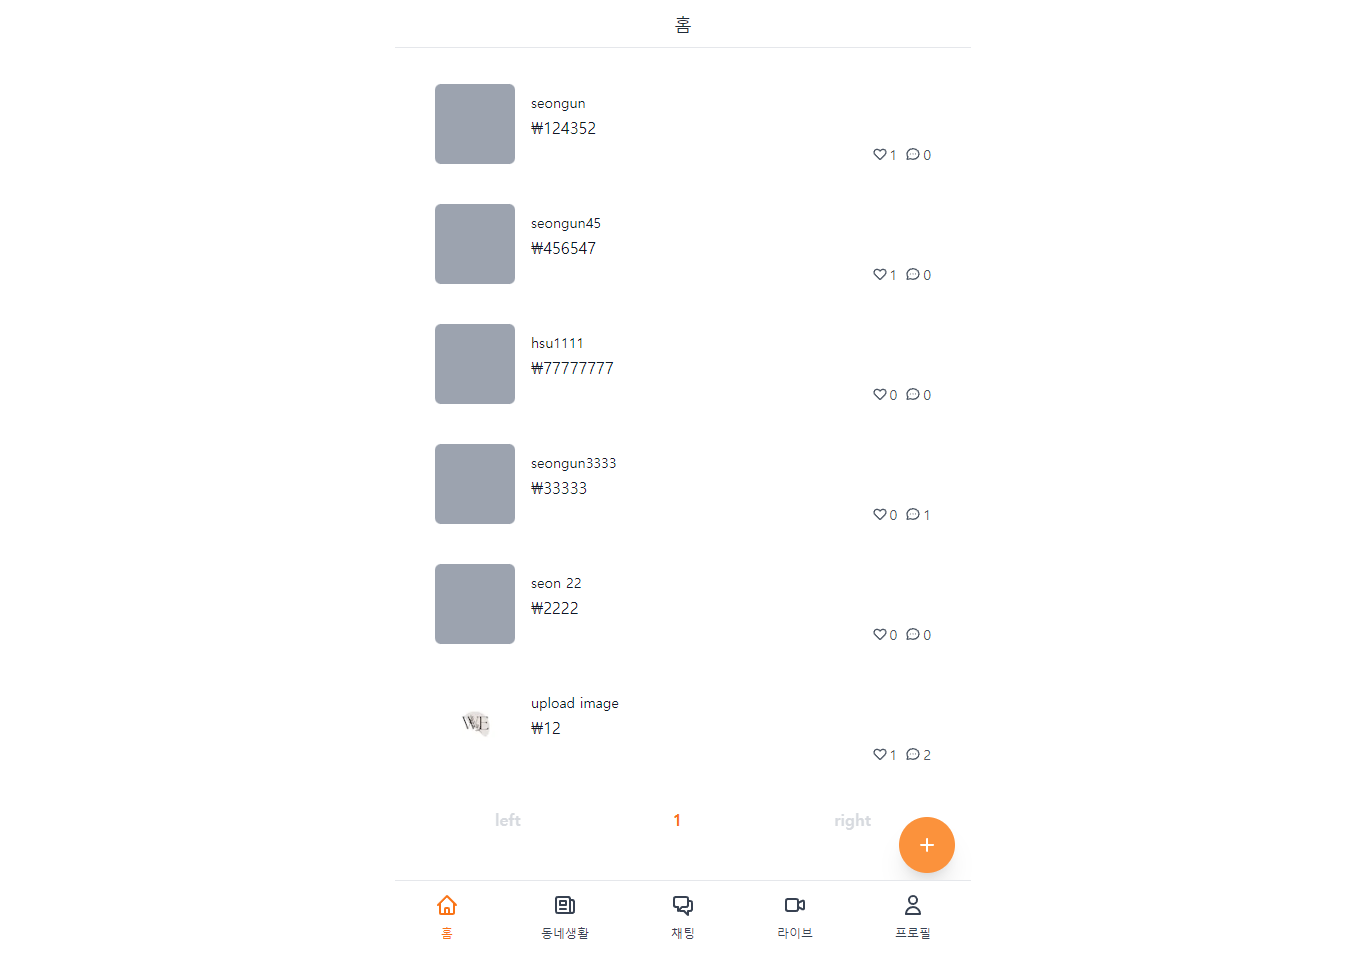 홈
seongun
₩124352
1 0
seongun45
₩456547
1 0
hsu1111
₩77777777
0 0
seongun3333
₩33333
0 1
seon 22
₩2222
0 0
WE
upload image
₩12
1 2
left 1 right
홈 동네생활 채팅 라이브 프로필